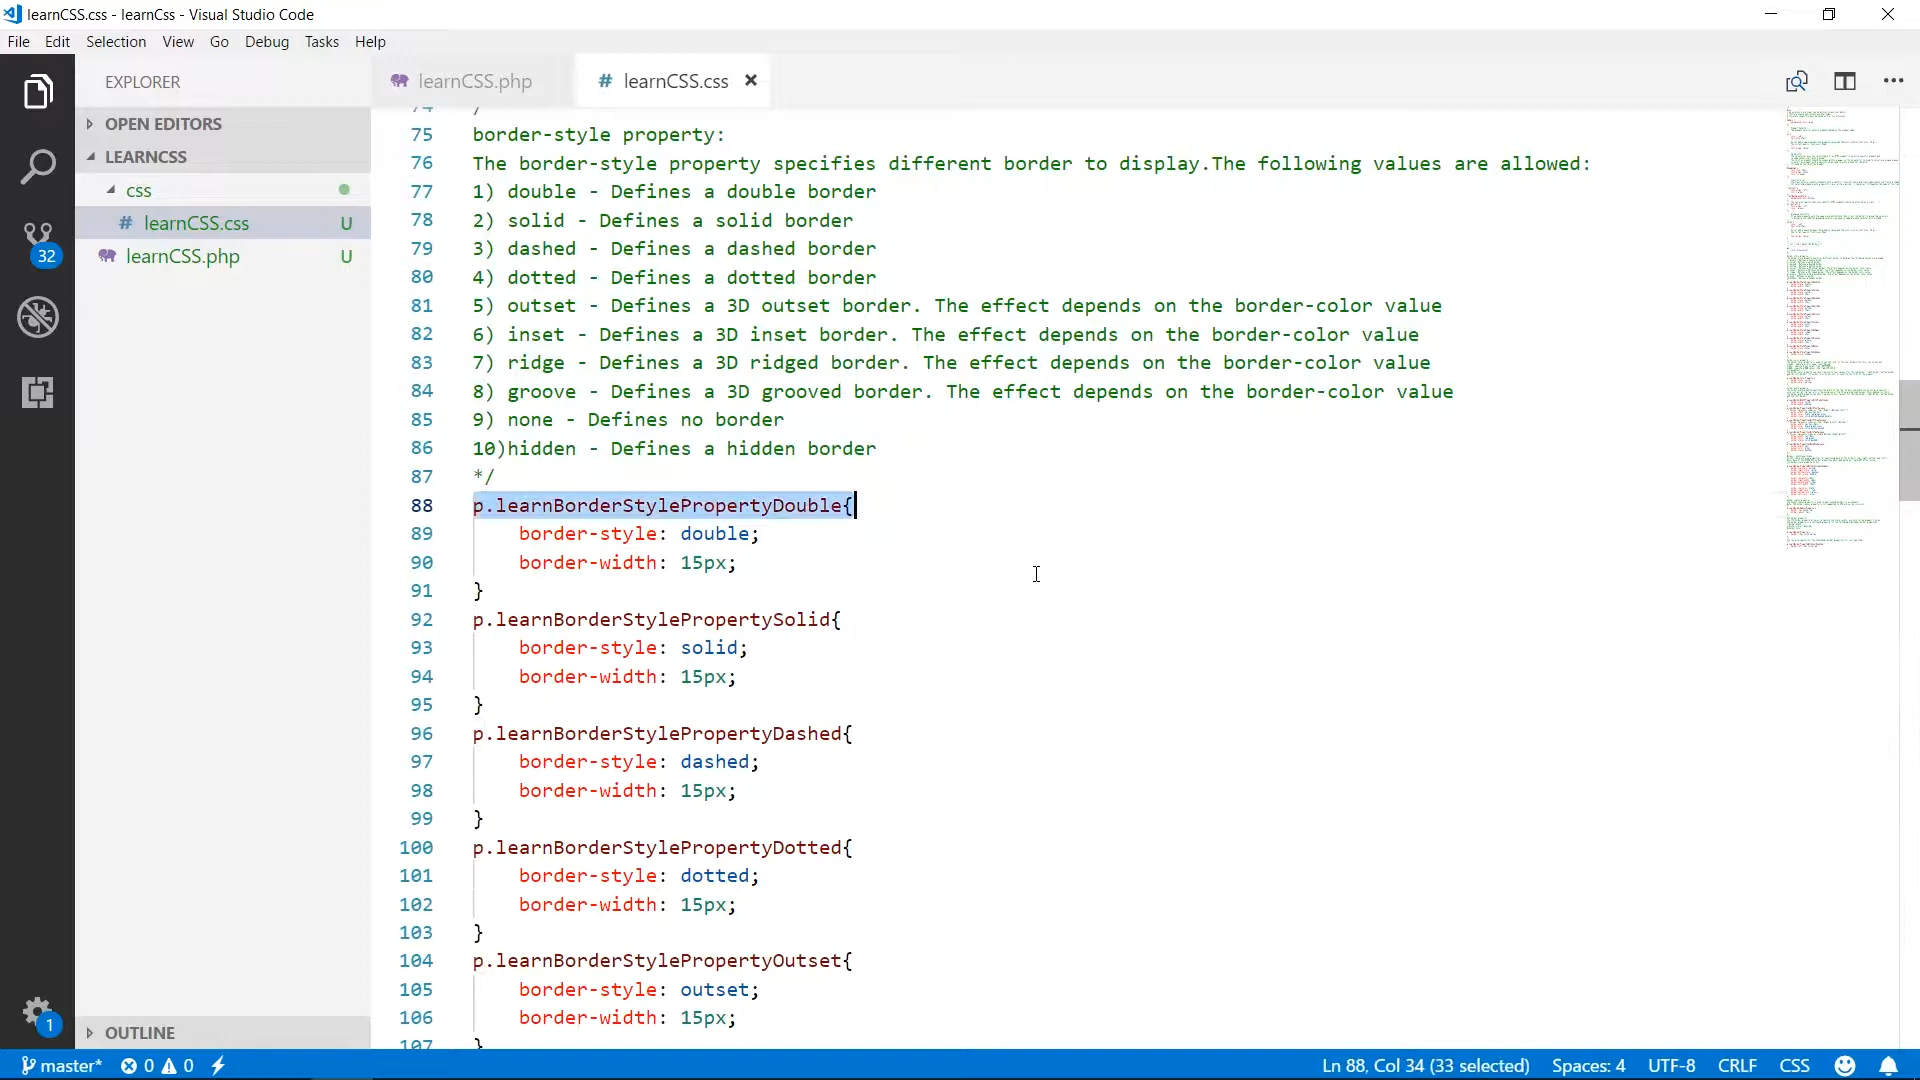 learnCSS.css - learnCss - Visual Studio Code
File Edit Selection View Go Debug Tasks Help
EXPLORER
OPEN EDITORS
LEARNCSS
css
# learnCSS.css U
learnCSS.php U
OUTLINE
32
1
learnCSS.php # learnCSS.css
74 /
75 border-style property:
76 The border-style property specifies different border to display.The following values are allowed:
77 1) double - Defines a double border
78 2) solid - Defines a solid border
79 3) dashed - Defines a dashed border
80 4) dotted - Defines a dotted border
81 5) outset - Defines a 3D outset border. The effect depends on the border-color value
82 6) inset - Defines a 3D inset border. The effect depends on the border-color value
83 7) ridge - Defines a 3D ridged border. The effect depends on the border-color value
84 8) groove - Defines a 3D grooved border. The effect depends on the border-color value
85 9) none - Defines no border
86 10)hidden - Defines a hidden border
87 */
88 p.learnBorderStylePropertyDouble{
89 border-style: double;
90 border-width: 15px;
91 }
92 p.learnBorderStylePropertySolid{
93 border-style: solid;
94 border-width: 15px;
95 }
96 p.learnBorderStylePropertyDashed{
97 border-style: dashed;
98 border-width: 15px;
99 }
100 p.learnBorderStylePropertyDotted{
101 border-style: dotted;
102 border-width: 15px;
103 }
104 p.learnBorderStylePropertyOutset{
105 border-style: outset;
106 border-width: 15px;
107 }
master* 0 0 Ln 88, Col 34 (33 selected) Spaces: 4 UTF-8 CRLF CSS